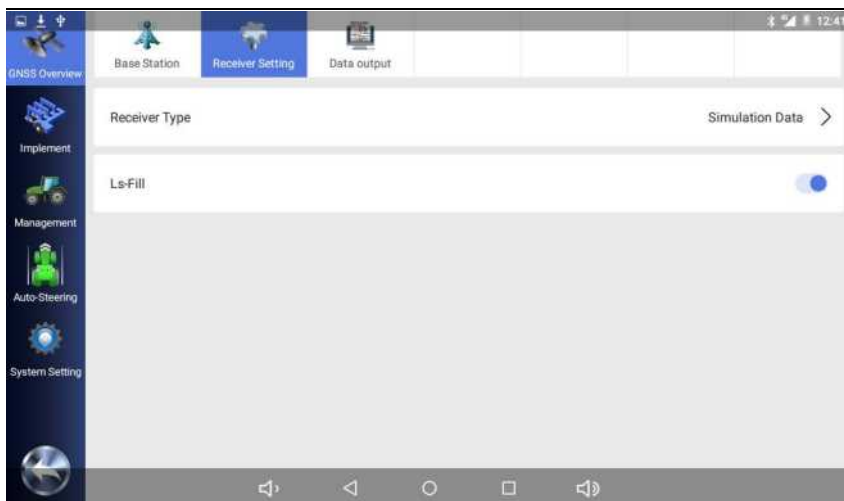 12:41
GNSS Overview
Base Station
Receiver Setting
Data output
Receiver Type
Simulation Data
Implement
Ls-Fill
Management
Auto-Steering
System Setting